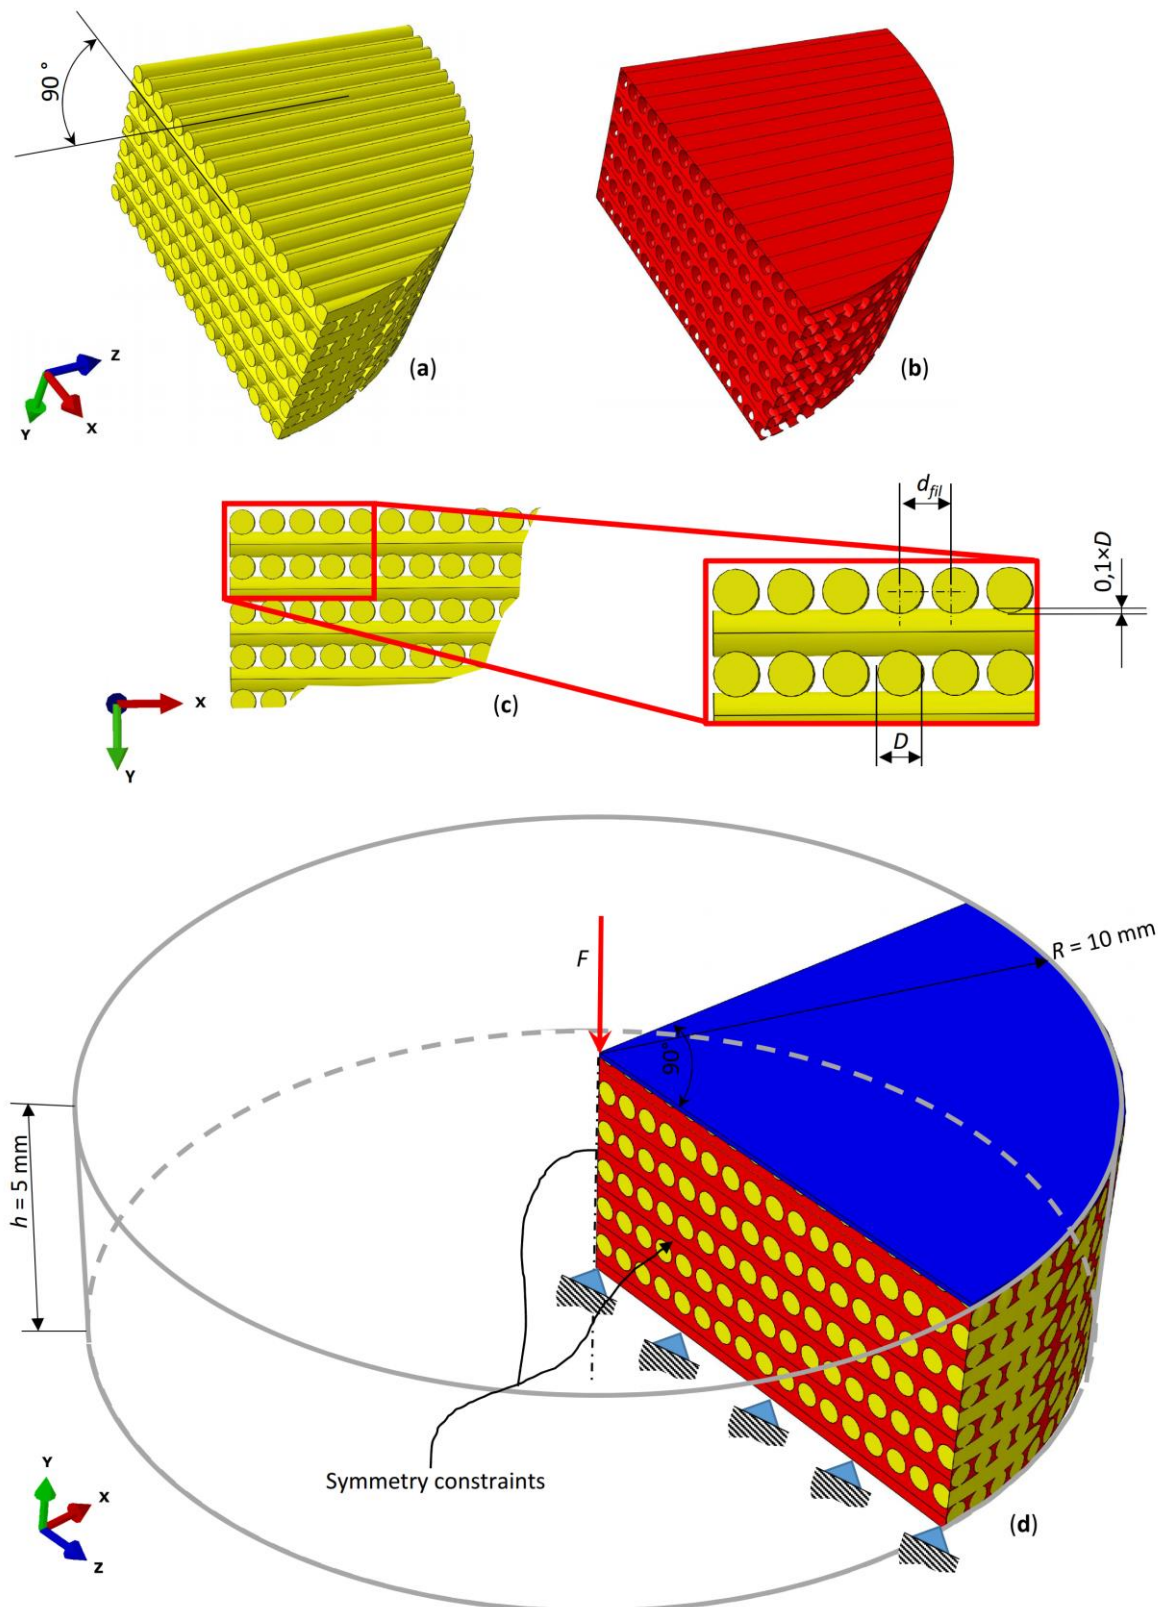 90 °
Z
Y
X
(a)
(b)
d_fil
0,1×D
X
Y
(c)
D
F
R = 10 mm
90°
h = 5 mm
Symmetry constraints
Y
X
Z
(d)